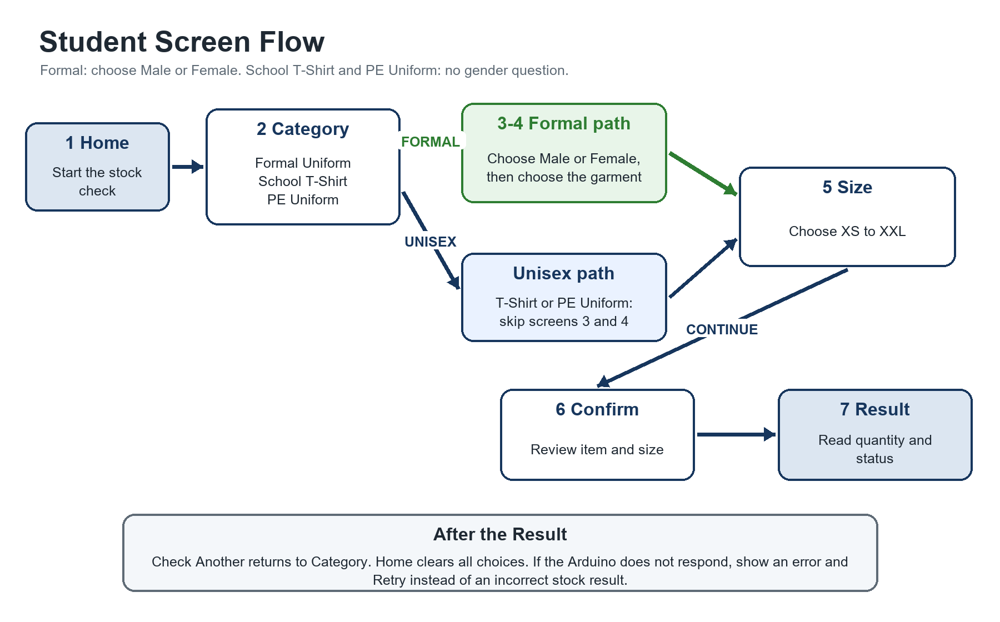 Student Screen Flow
Formal: choose Male or Female. School T-Shirt and PE Uniform: no gender question.
1 Home
Start the stock
check
2 Category
Formal Uniform
School T-Shirt
PE Uniform
FORMAL
3-4 Formal path
Choose Male or Female,
then choose the garment
UNISEX
Unisex path
T-Shirt or PE Uniform:
skip screens 3 and 4
5 Size
Choose XS to XXL
CONTINUE
6 Confirm
Review item and size
7 Result
Read quantity and
status
After the Result
Check Another returns to Category. Home clears all choices. If the Arduino does not respond, show an error and
Retry instead of an incorrect stock result.